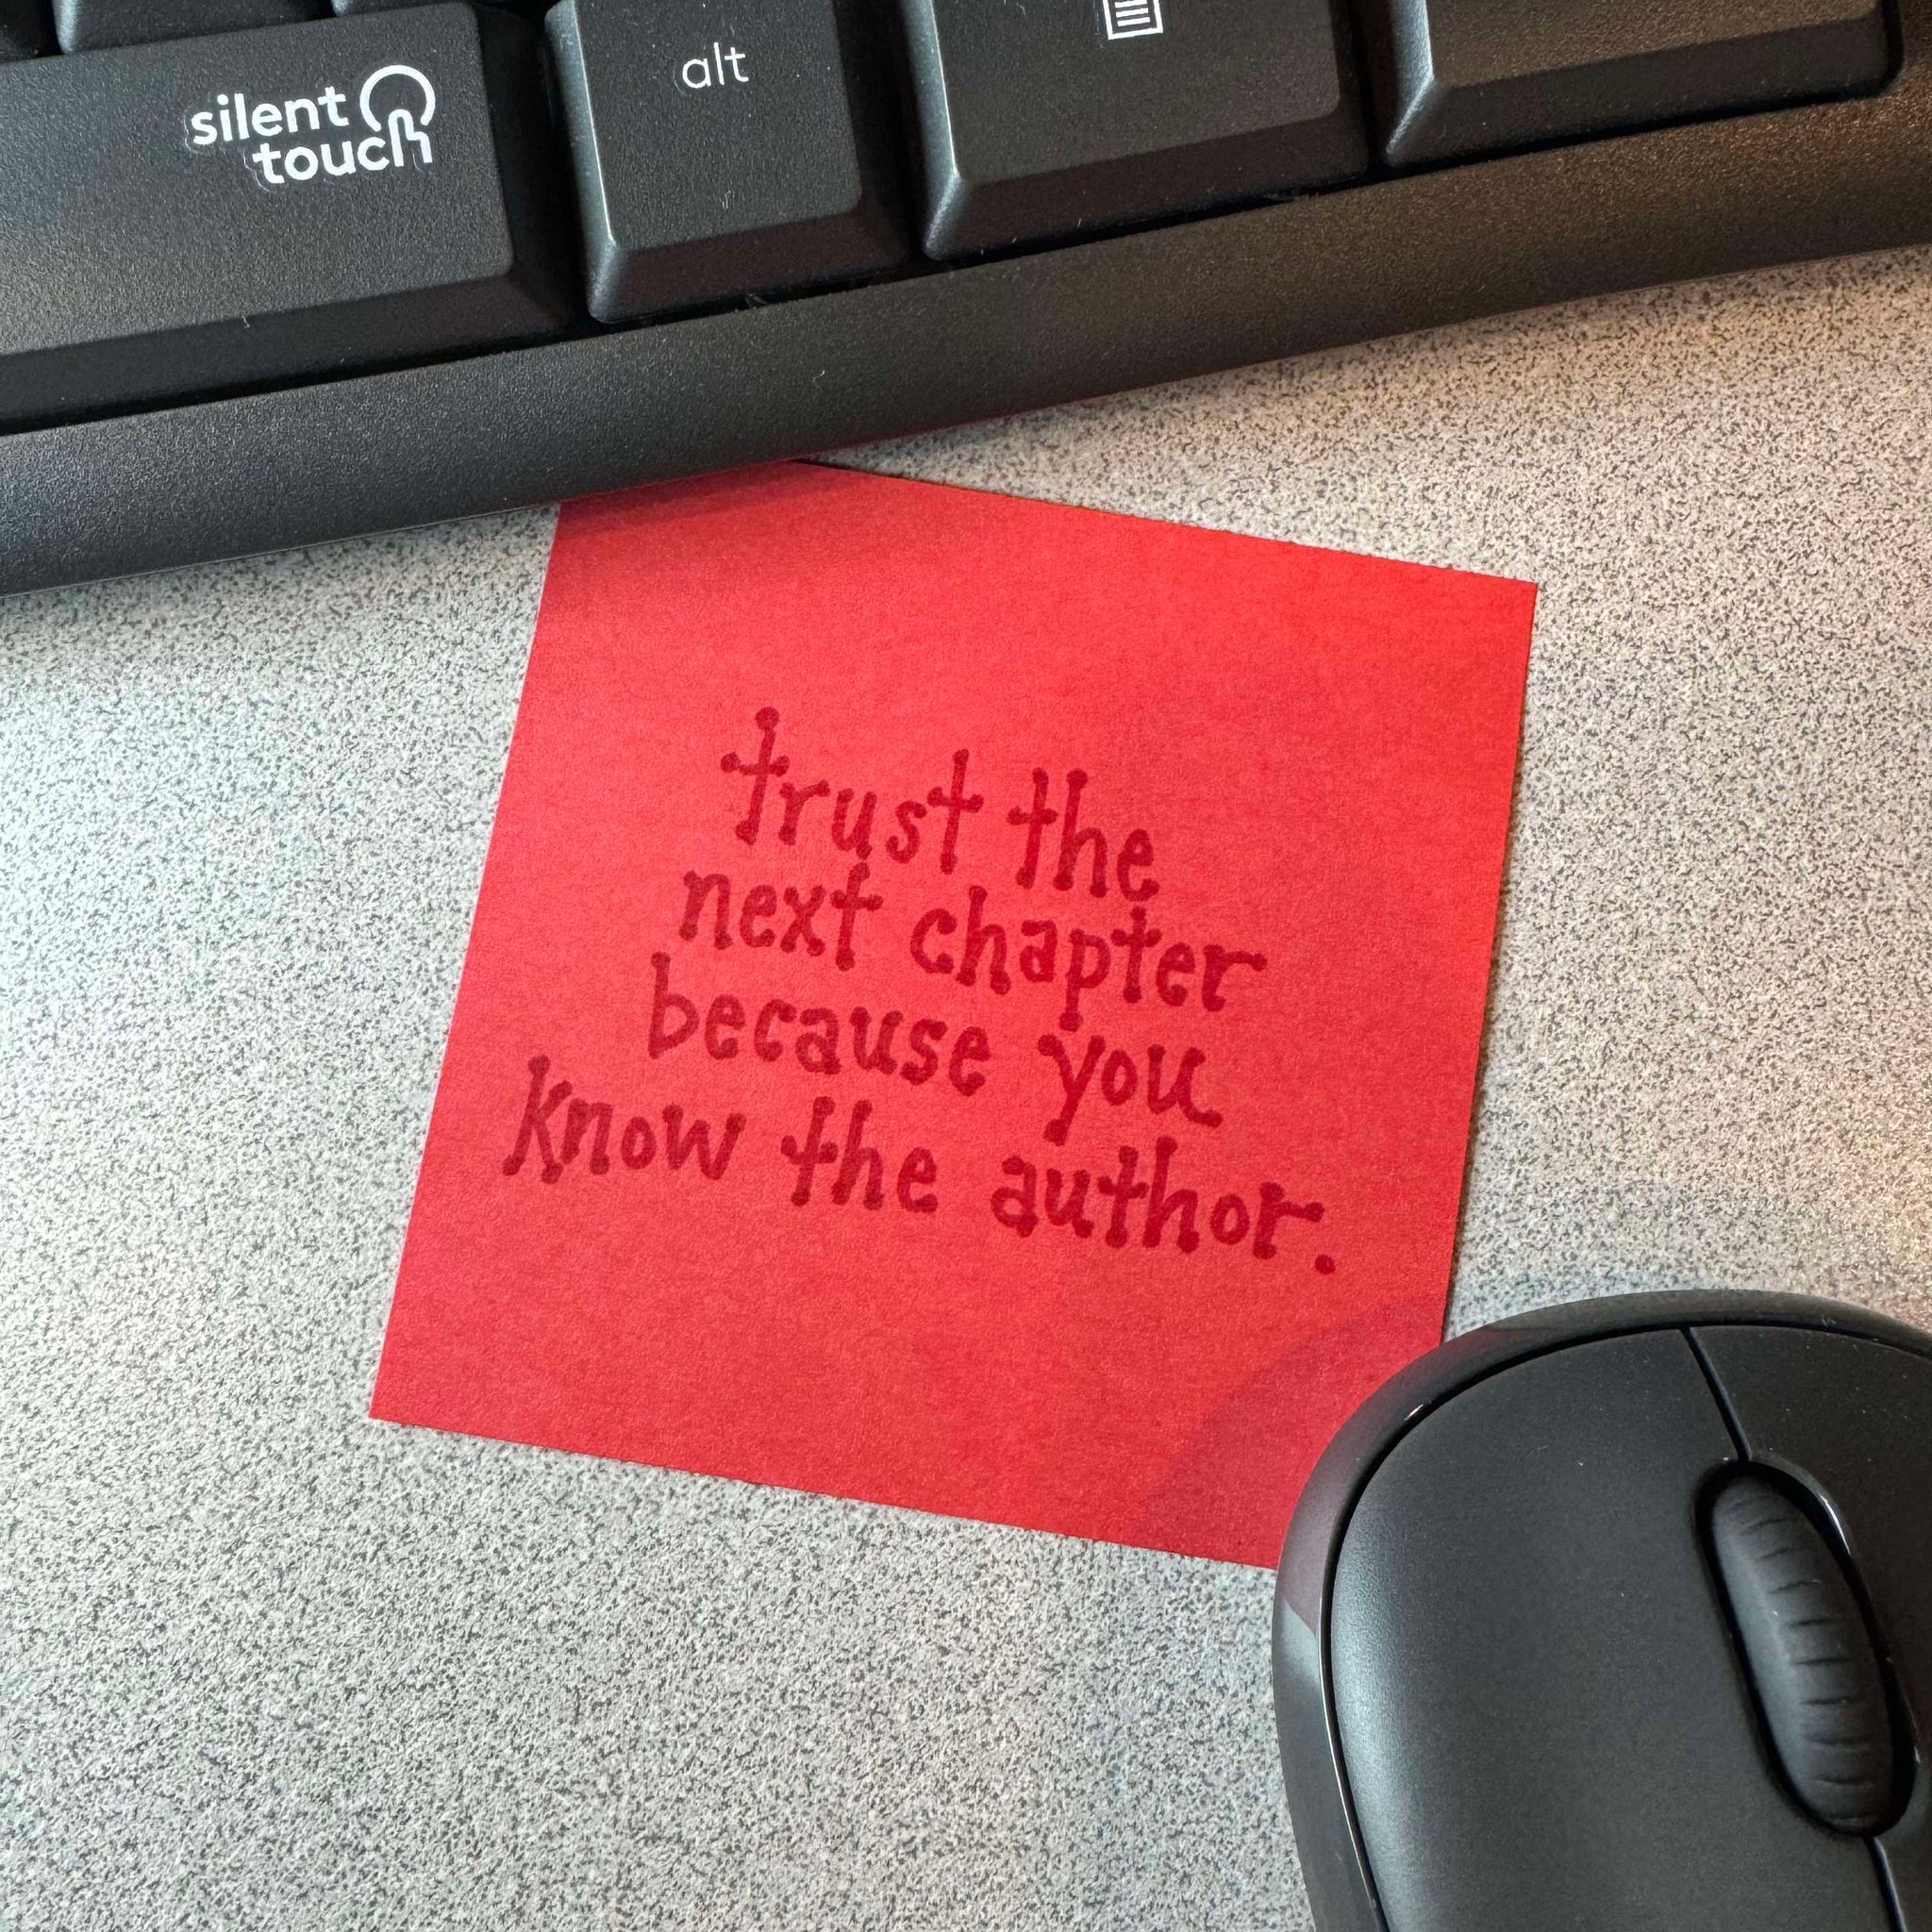 silent
touch
alt
trust the
next chapter
because you
know the author.